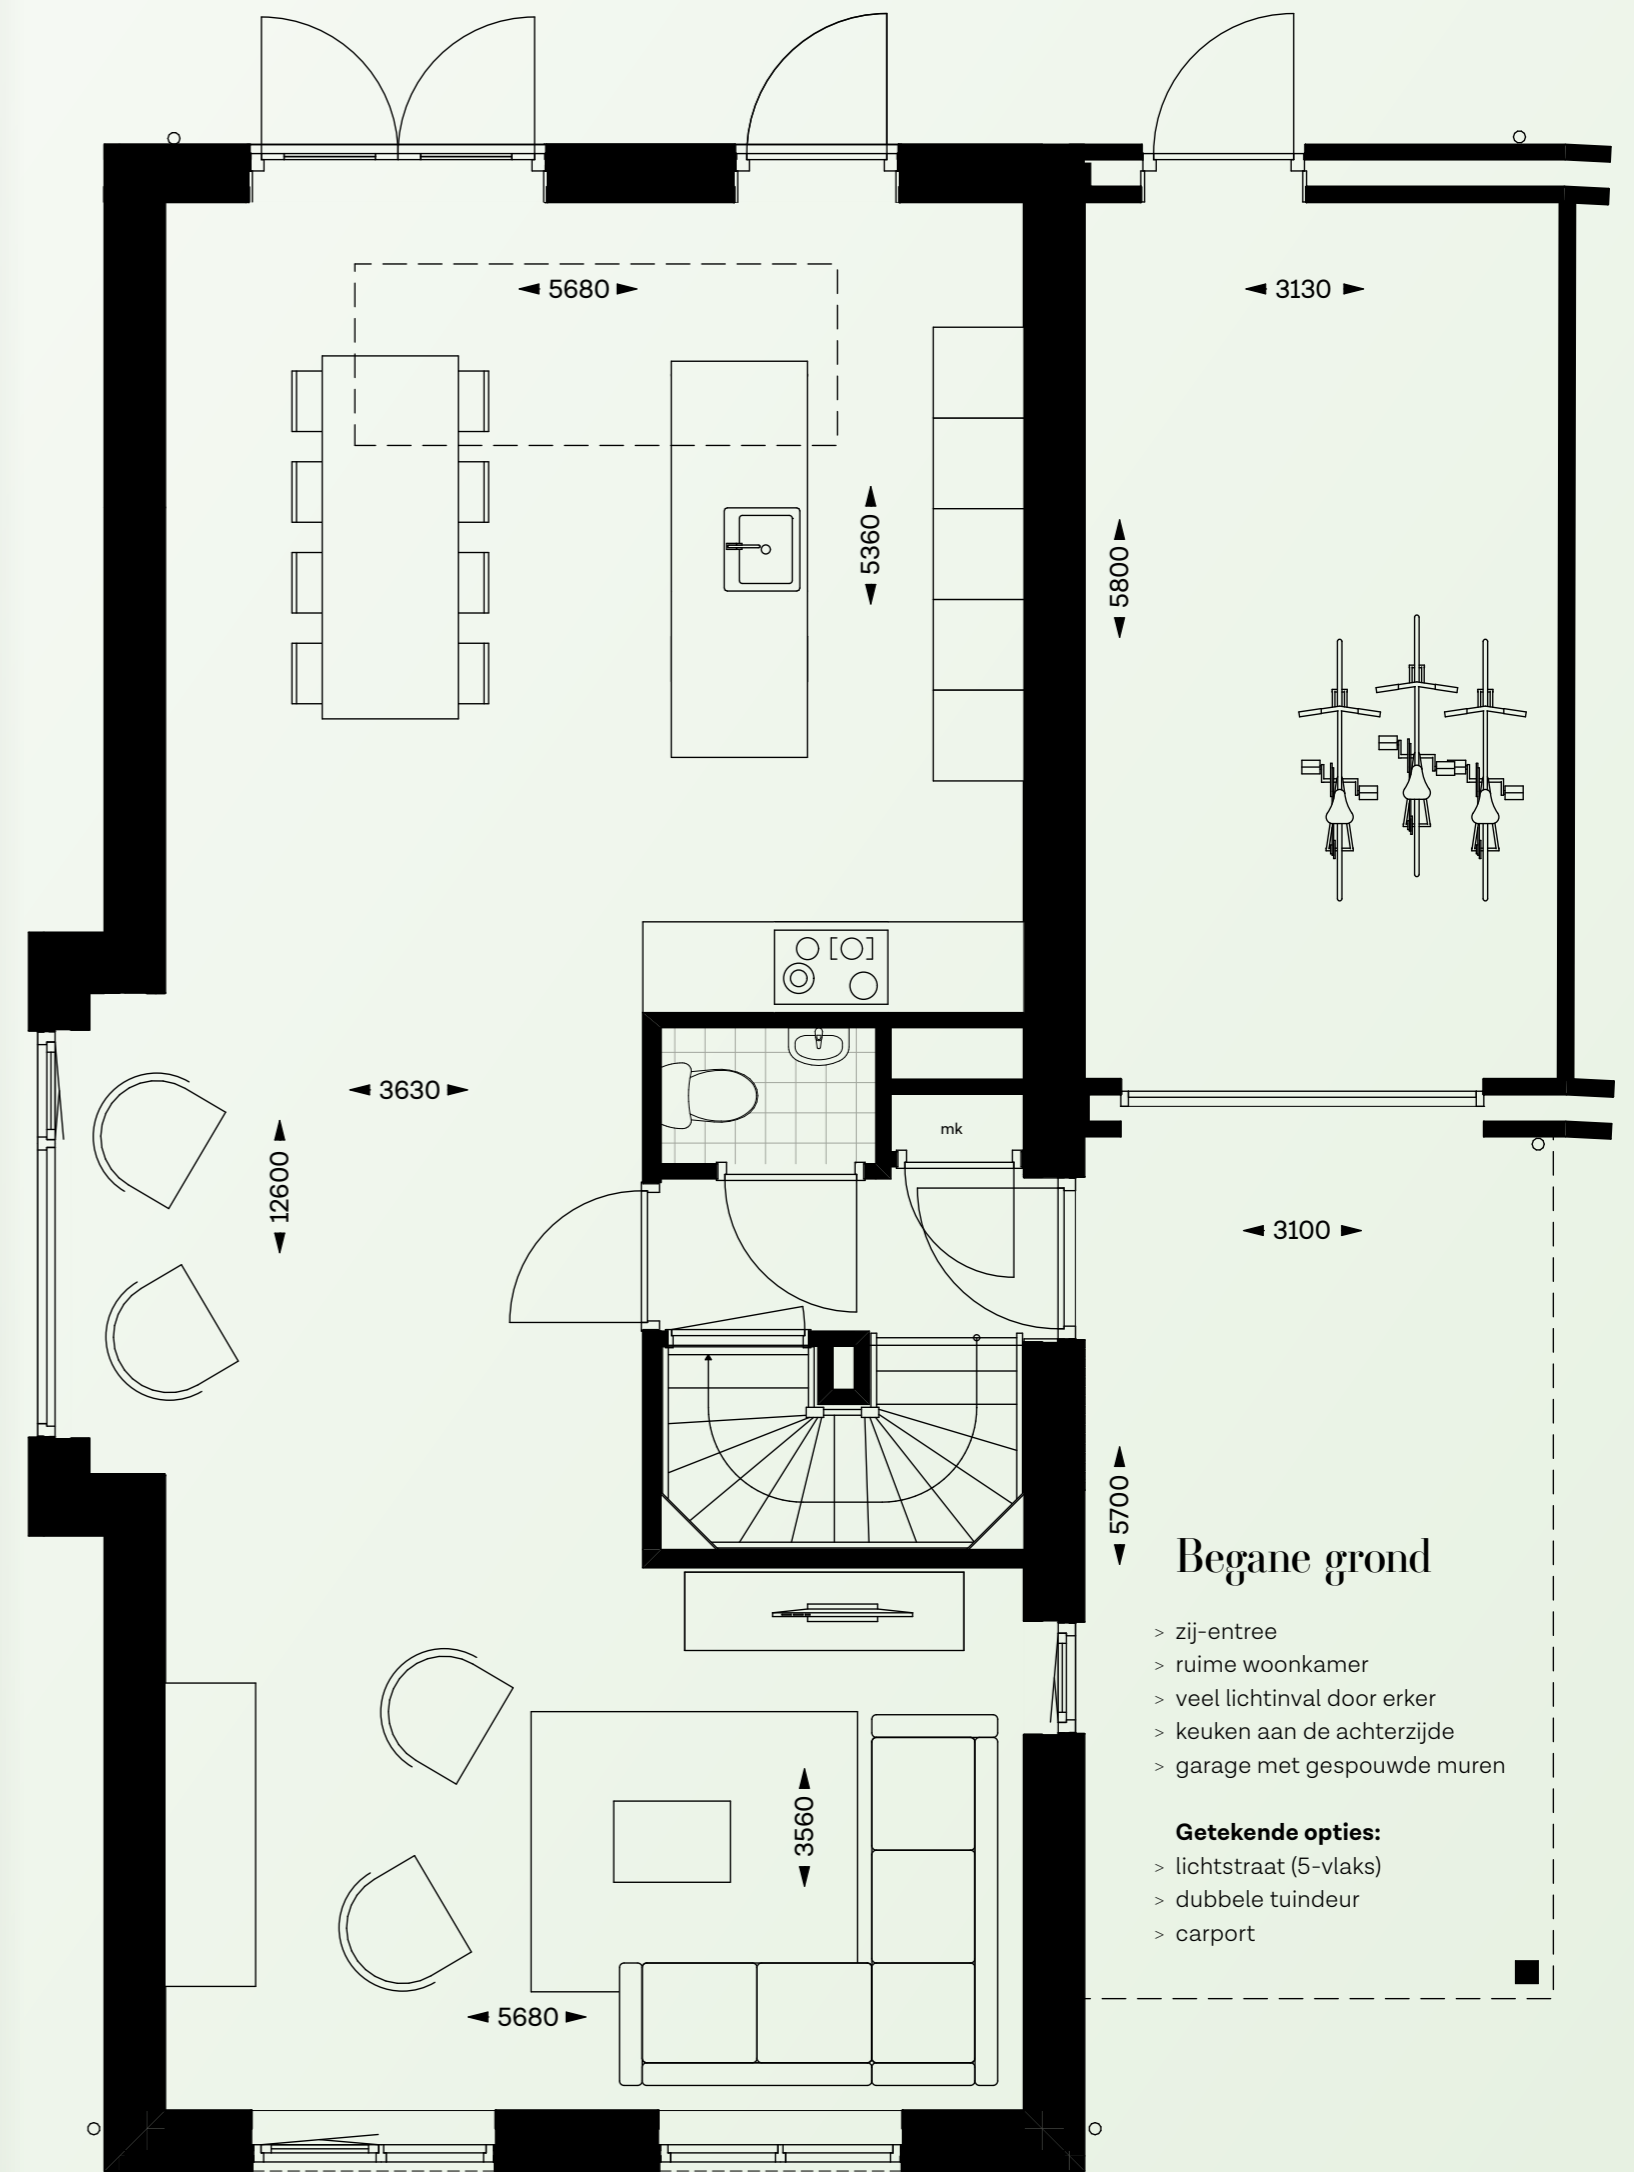 5680
3130
5360
5800
3630
mk
12600
3100
5700
Begane grond
> zij-entree
> ruime woonkamer
> veel lichtinval door erker
> keuken aan de achterzijde
> garage met gespouwde muren
Getekende opties:
> lichtstraat (5-vlaks)
> dubbele tuindeur
> carport
3560
5680